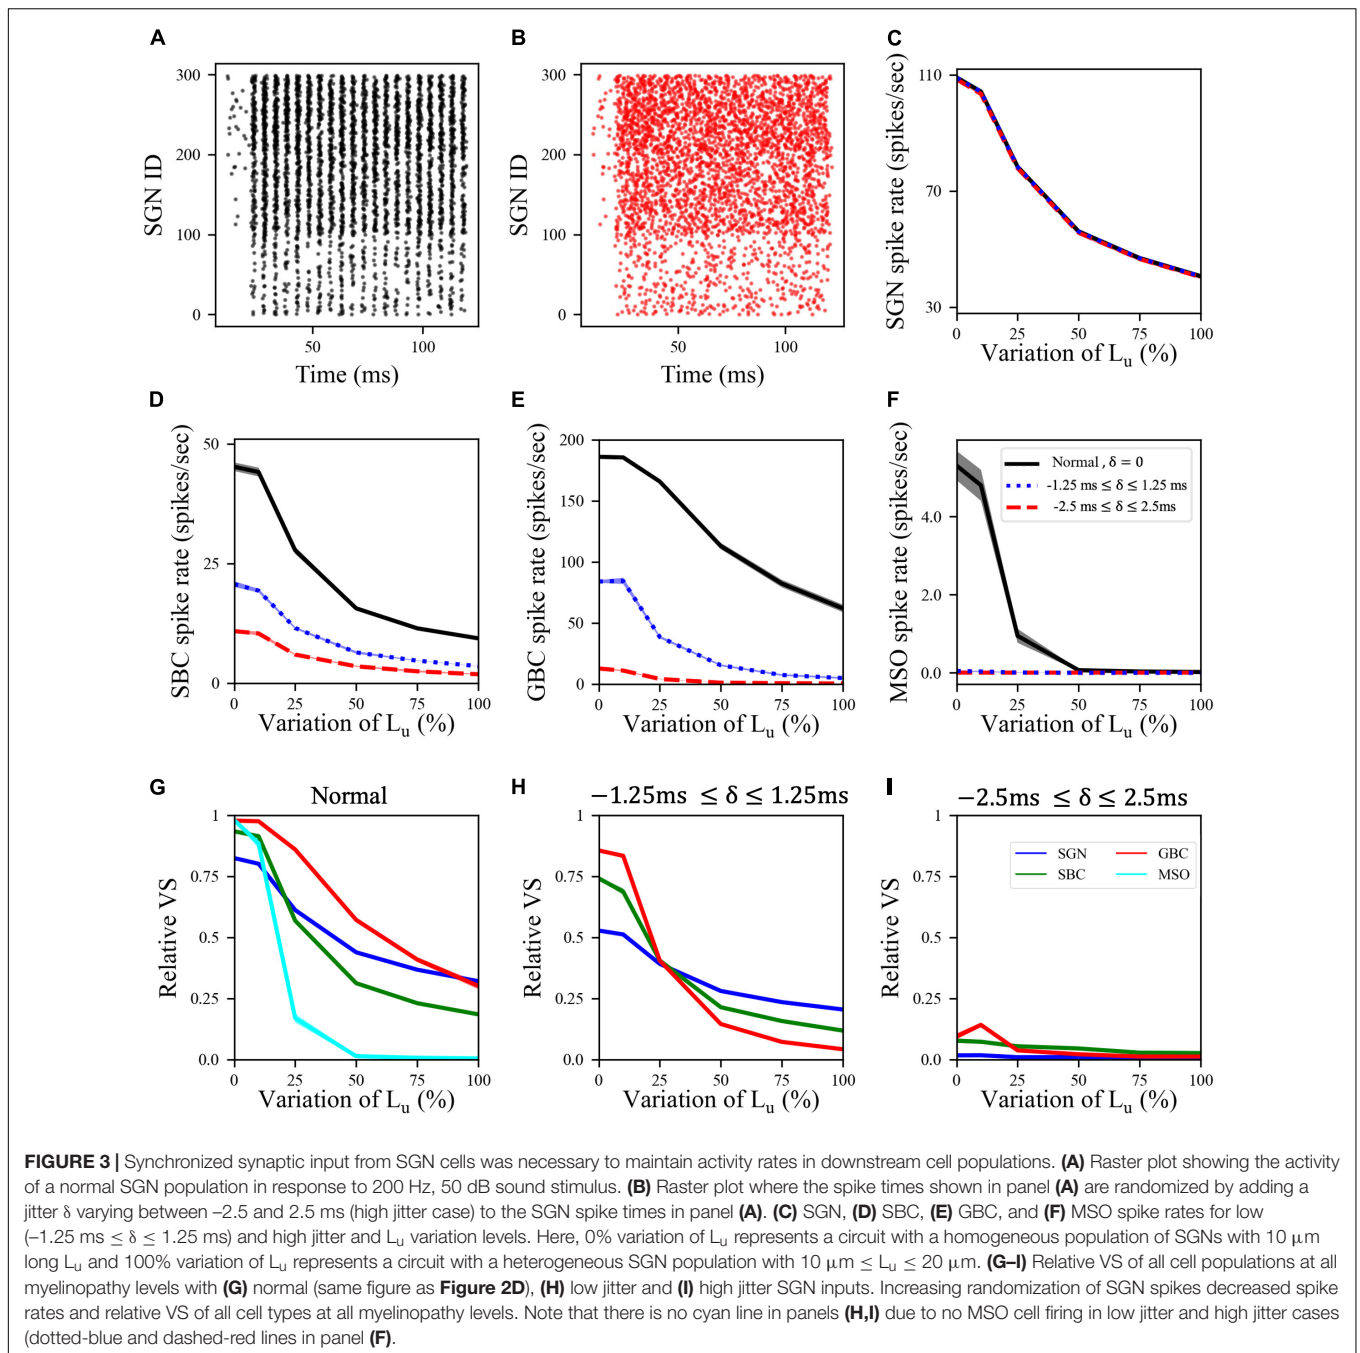 A
B
C
SGN ID
300
200
100
0
50
100
Time (ms)
SGN ID
300
200
100
0
50
100
Time (ms)
SGN spike rate (spikes/sec)
110
70
30
0
25
50
75
100
Variation of Lᵤ (%)
D
E
F
SBC spike rate (spikes/sec)
50
25
0
0
25
50
75
100
Variation of Lᵤ (%)
GBC spike rate (spikes/sec)
200
150
100
50
0
0
25
50
75
100
Variation of Lᵤ (%)
MSO spike rate (spikes/sec)
4.0
2.0
0.0
Normal , δ = 0
-1.25 ms ≤ δ ≤ 1.25 ms
-2.5 ms ≤ δ ≤ 2.5ms
0
25
50
75
100
Variation of Lᵤ (%)
G
Normal
H
−1.25ms ≤ δ ≤ 1.25ms
I
−2.5ms ≤ δ ≤ 2.5ms
Relative VS
1
0.75
0.5
0.25
0.0
0
25
50
75
100
Variation of Lᵤ (%)
Relative VS
1
0.75
0.5
0.25
0.0
0
25
50
75
100
Variation of Lᵤ (%)
Relative VS
1
0.75
0.5
0.25
0.0
SGN
GBC
SBC
MSO
0
25
50
75
100
Variation of Lᵤ (%)
FIGURE 3 | Synchronized synaptic input from SGN cells was necessary to maintain activity rates in downstream cell populations. (A) Raster plot showing the activity
of a normal SGN population in response to 200 Hz, 50 dB sound stimulus. (B) Raster plot where the spike times shown in panel (A) are randomized by adding a
jitter δ varying between –2.5 and 2.5 ms (high jitter case) to the SGN spike times in panel (A). (C) SGN, (D) SBC, (E) GBC, and (F) MSO spike rates for low
(–1.25 ms ≤ δ ≤ 1.25 ms) and high jitter and Lᵤ variation levels. Here, 0% variation of Lᵤ represents a circuit with a homogeneous population of SGNs with 10 μm
long Lᵤ and 100% variation of Lᵤ represents a circuit with a heterogeneous SGN population with 10 μm ≤ Lᵤ ≤ 20 μm. (G–I) Relative VS of all cell populations at all
myelinopathy levels with (G) normal (same figure as Figure 2D), (H) low jitter and (I) high jitter SGN inputs. Increasing randomization of SGN spikes decreased spike
rates and relative VS of all cell types at all myelinopathy levels. Note that there is no cyan line in panels (H,I) due to no MSO cell firing in low jitter and high jitter cases
(dotted-blue and dashed-red lines in panel (F).